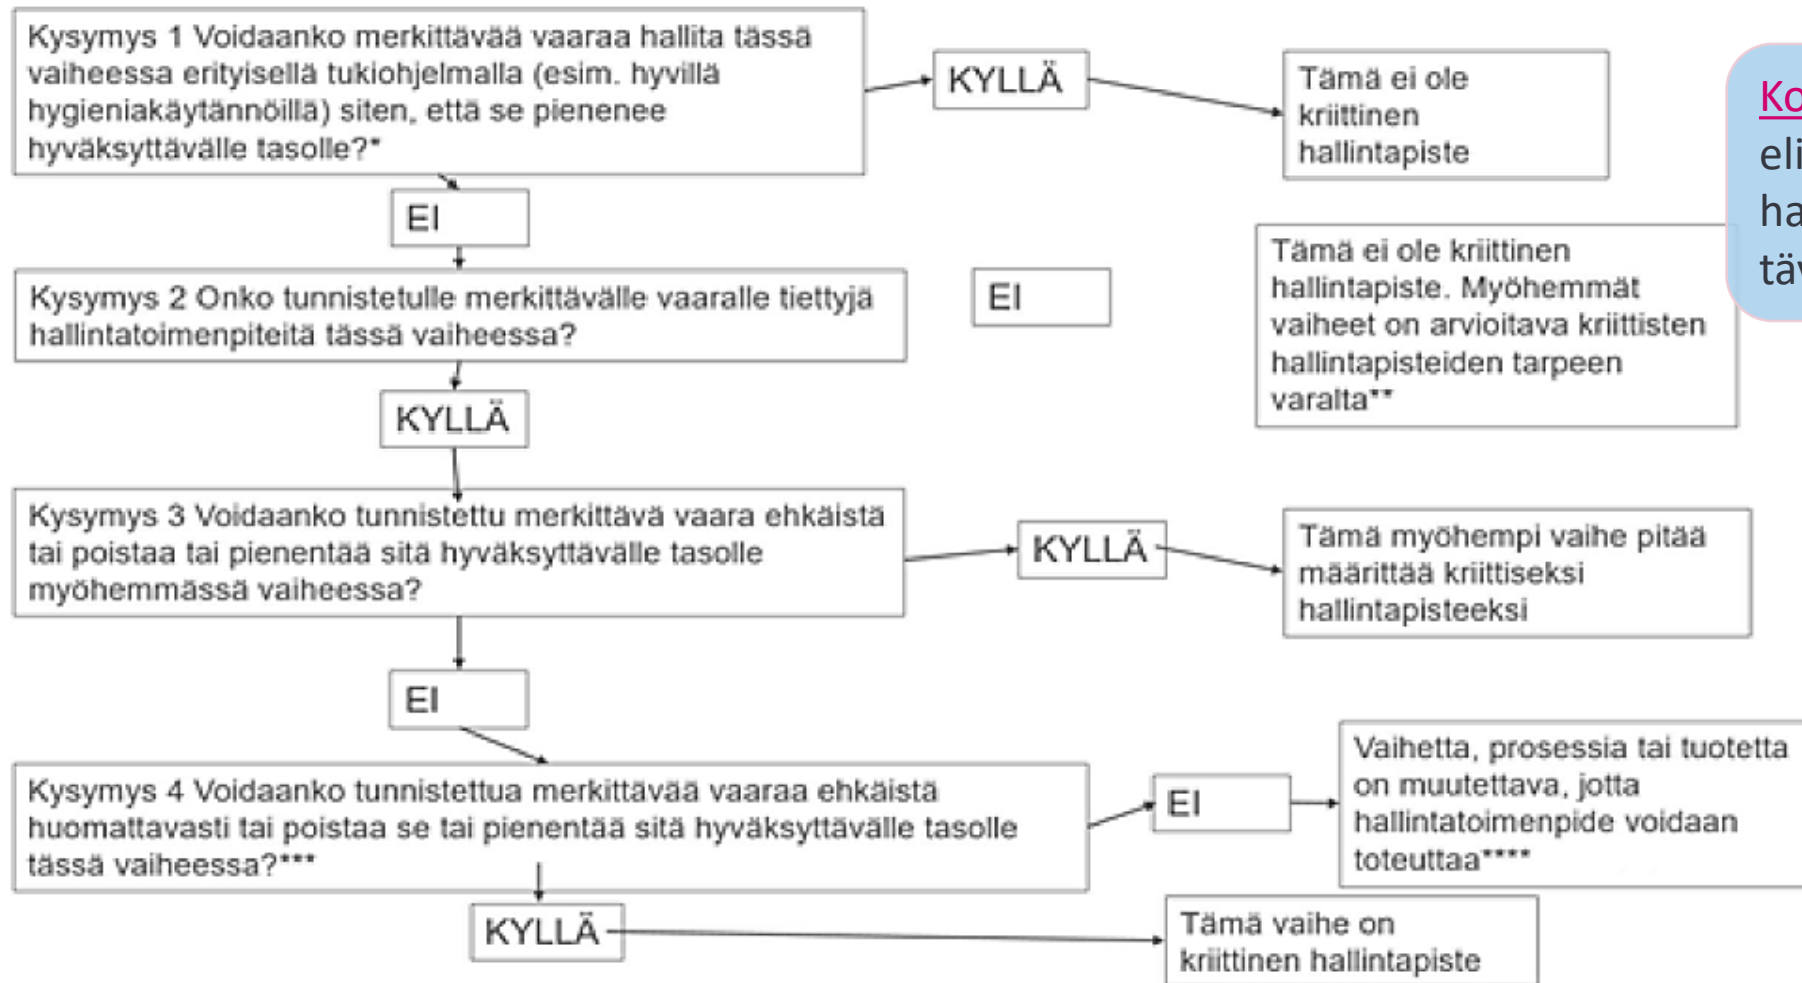 Kysymys 1 Voidaanko merkittävää vaaraa hallita tässä
vaiheessa erityisellä tukiohjelmalla (esim. hyvillä
hygieniakäytännöillä) siten, että se pienenee
hyväksyttävälle tasolle?*
KYLLÄ
Tämä ei ole
kriittinen
hallintapiste
EI
Kysymys 2 Onko tunnistetulle merkittävälle vaaralle tiettyjä
hallintatoimenpiteitä tässä vaiheessa?
EI
Tämä ei ole kriittinen
hallintapiste. Myöhemmät
vaiheet on arvioitava kriittisten
hallintapisteiden tarpeen
varalta**
KYLLÄ
Kysymys 3 Voidaanko tunnistettu merkittävä vaara ehkäistä
tai poistaa tai pienentää sitä hyväksyttävälle tasolle
myöhemmässä vaiheessa?
KYLLÄ
Tämä myöhempi vaihe pitää
määrittää kriittiseksi
hallintapisteeksi
EI
Kysymys 4 Voidaanko tunnistettua merkittävää vaaraa ehkäistä
huomattavasti tai poistaa se tai pienentää sitä hyväksyttävälle tasolle
tässä vaiheessa?***
EI
Vaihetta, prosessia tai tuotetta
on muutettava, jotta
hallintatoimenpide voidaan
toteuttaa****
KYLLÄ
Tämä vaihe on
kriittinen hallintapiste